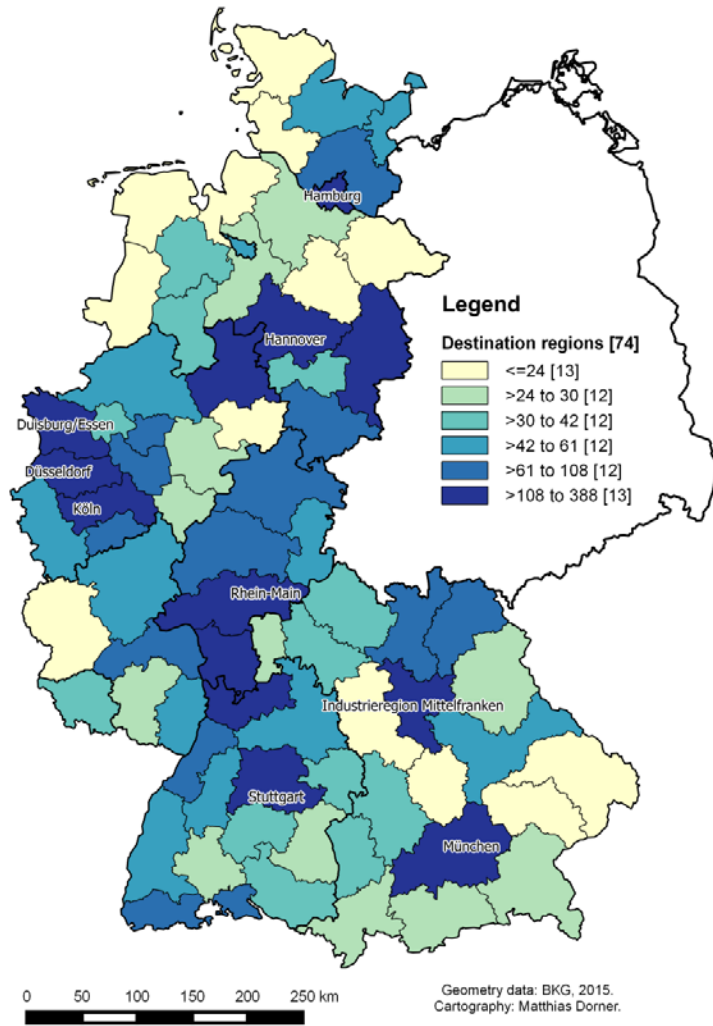 Hamburg
Legend
Destination regions [74]
<=24 [13]
>24 to 30 [12]
>30 to 42 [12]
>42 to 61 [12]
>61 to 108 [12]
>108 to 388 [13]
Hannover
Duisburg/Essen
Düsseldorf
Köln
Rhein-Main
Industrieregion Mittelfranken
Stuttgart
München
0 50 100 150 200 250 km
Geometry data: BKG, 2015.
Cartography: Matthias Dorner.